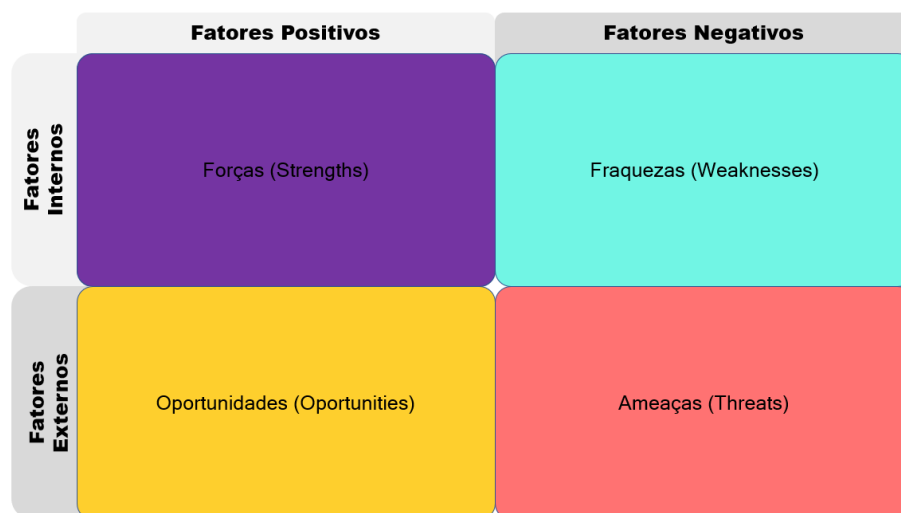 Fatores Positivos
Fatores Negativos
Fatores
Internos
Forças (Strengths)
Fraquezas (Weaknesses)
Fatores
Externos
Oportunidades (Oportunities)
Ameaças (Threats)